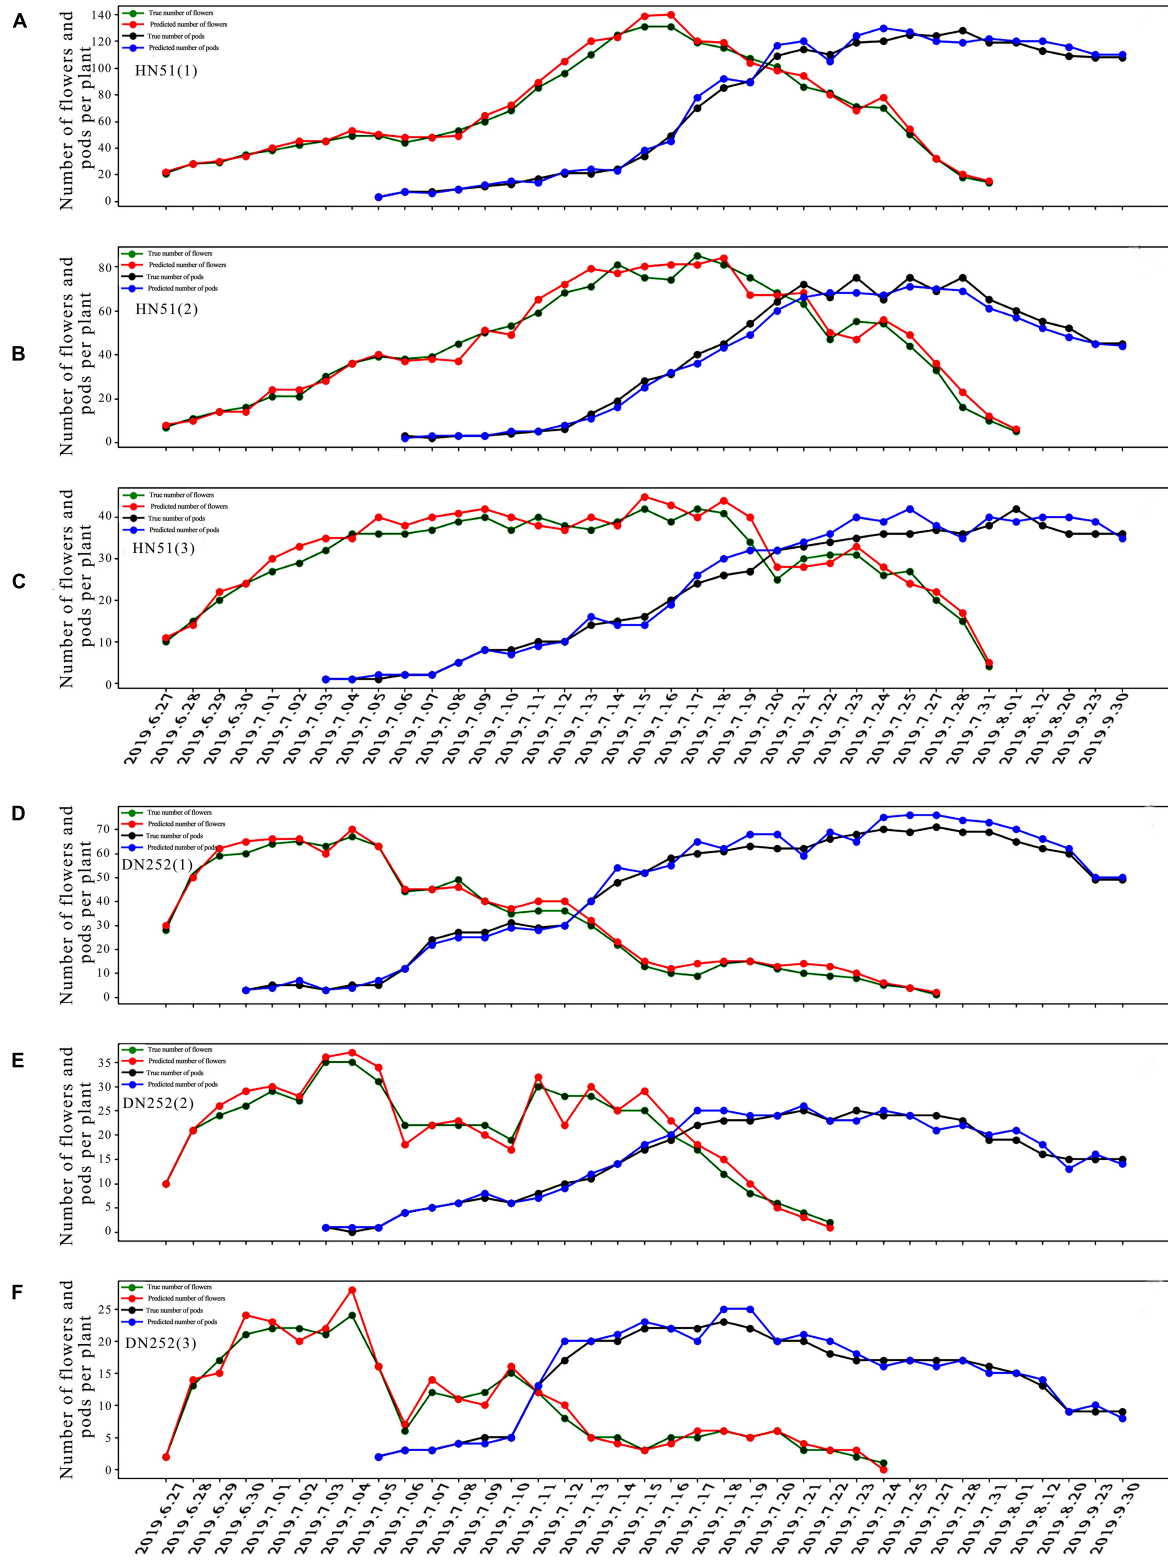 A
Number of flowers and
pods per plant
140
120
100
80
60
40
20
0
True number of flowers
Predicted number of flowers
True number of pods
Predicted number of pods
HN51(1)
B
Number of flowers and
pods per plant
80
60
40
20
0
True number of flowers
Predicted number of flowers
True number of pods
Predicted number of pods
HN51(2)
C
Number of flowers and
pods per plant
40
30
20
10
0
True number of flowers
Predicted number of flowers
True number of pods
Predicted number of pods
HN51(3)
2019.6.27
2019.6.28
2019.6.29
2019.6.30
2019.7.01
2019.7.02
2019.7.03
2019.7.04
2019.7.05
2019.7.06
2019.7.07
2019.7.08
2019.7.09
2019.7.10
2019.7.11
2019.7.12
2019.7.13
2019.7.14
2019.7.15
2019.7.16
2019.7.17
2019.7.18
2019.7.19
2019.7.20
2019.7.21
2019.7.22
2019.7.23
2019.7.24
2019.7.25
2019.7.27
2019.7.28
2019.7.31
2019.8.01
2019.8.12
2019.8.20
2019.9.23
2019.9.30
D
Number of flowers and
pods per plant
70
60
50
40
30
20
10
0
True number of flowers
Predicted number of flowers
True number of pods
Predicted number of pods
DN252(1)
E
Number of flowers and
pods per plant
35
30
25
20
15
10
5
0
True number of flowers
Predicted number of flowers
True number of pods
Predicted number of pods
DN252(2)
F
Number of flowers and
pods per plant
25
20
15
10
5
0
True number of flowers
Predicted number of flowers
True number of pods
Predicted number of pods
DN252(3)
2019.6.27
2019.6.28
2019.6.29
2019.6.30
2019.7.01
2019.7.02
2019.7.03
2019.7.04
2019.7.05
2019.7.06
2019.7.07
2019.7.08
2019.7.09
2019.7.10
2019.7.11
2019.7.12
2019.7.13
2019.7.14
2019.7.15
2019.7.16
2019.7.17
2019.7.18
2019.7.19
2019.7.20
2019.7.21
2019.7.22
2019.7.23
2019.7.24
2019.7.25
2019.7.27
2019.7.28
2019.7.31
2019.8.01
2019.8.12
2019.8.20
2019.9.23
2019.9.30